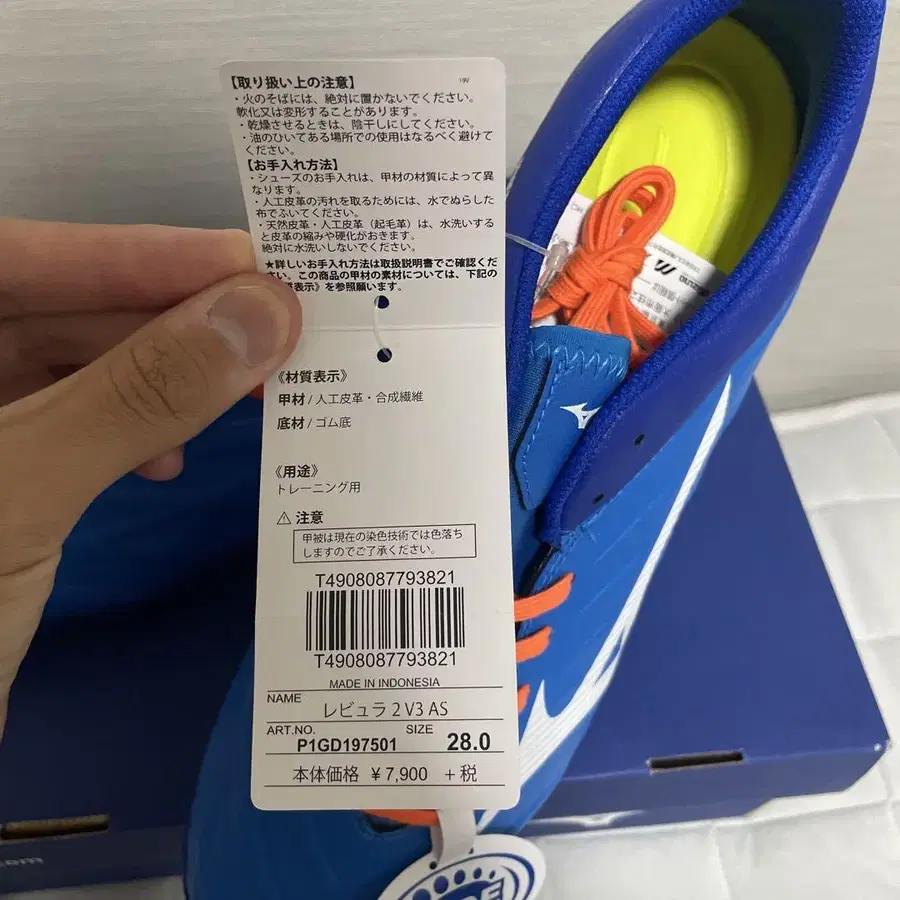 【取り扱い上の注意】
19V
・火のそばには、絶対に置かないでください。
軟化又は変形することがあります。
・乾燥させるときは、陰干しにしてください。
・油のひいてある場所での使用はなるべく避けて
ください。
【お手入れ方法】
・シューズのお手入れは、甲材の材質によって異
なります。
・人工皮革の汚れを取るためには、水でぬらした
布でふいてください。
・天然皮革・人工皮革（起毛革）は、水洗いする
と皮革の縮みや硬化がおきます。
絶対に水洗いしないでください。
★詳しいお手入れ方法は取扱説明書でご確認くだ
さい。この商品の甲材の素材については、下記の
質表示》を参照願います。
《材質表示》
甲材 / 人工皮革・合成繊維
底材 / ゴム底
《用途》
トレーニング用
⚠ 注意
甲被は現在の染色技術では色落ち
しますのでご了承ください。
T4908087793821
T4908087793821
MADE IN INDONESIA
NAME
レビュラ 2 V3 AS
ART.NO.
SIZE
P1GD197501
28.0
本体価格 ¥7,900 +税
.com